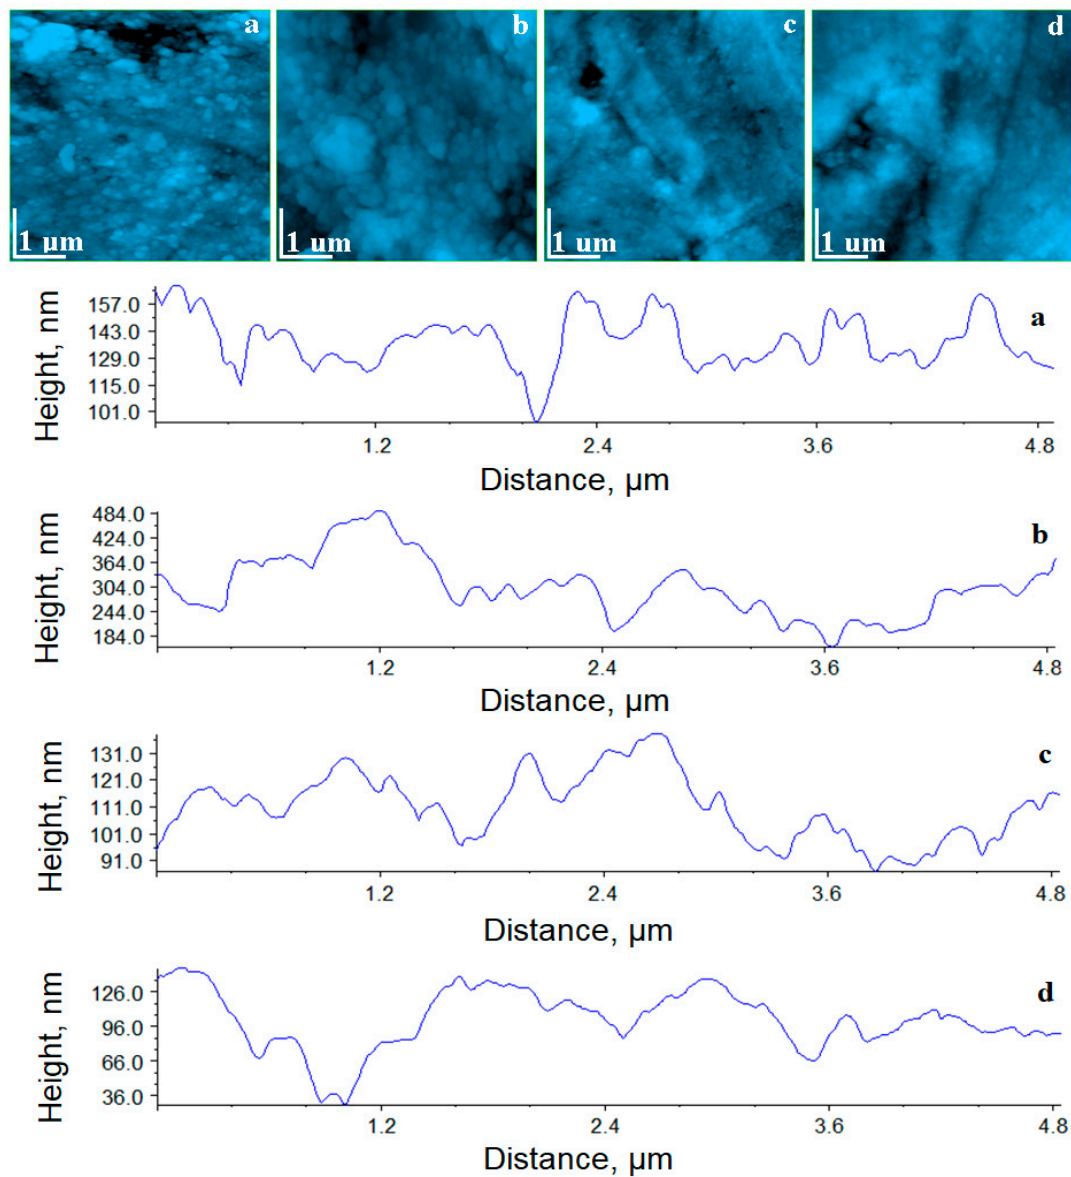 a b c d
1 µm 1 um 1 um 1 um
157.0
143.0
129.0
115.0
101.0
Height, nm
a
1.2 2.4 3.6 4.8
Distance, µm
484.0
424.0
364.0
304.0
244.0
184.0
Height, nm
b
1.2 2.4 3.6 4.8
Distance, µm
131.0
121.0
111.0
101.0
91.0
Height, nm
c
1.2 2.4 3.6 4.8
Distance, µm
126.0
96.0
66.0
36.0
Height, nm
d
1.2 2.4 3.6 4.8
Distance, µm